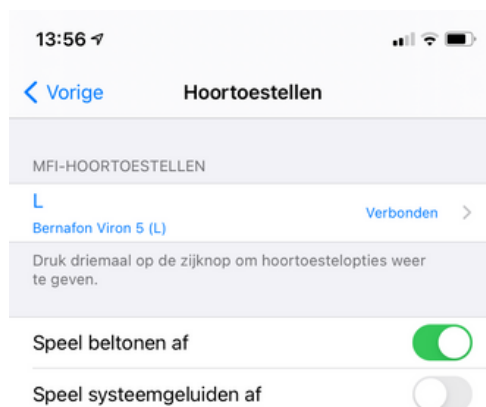 13:56
Vorige
Hoortoestellen
MFI-HOORTOESTELLEN
L
Bernafon Viron 5 (L)
Verbonden
Druk driemaal op de zijknop om hoortoestelopties weer
te geven.
Speel beltonen af
Speel systeemgeluiden af